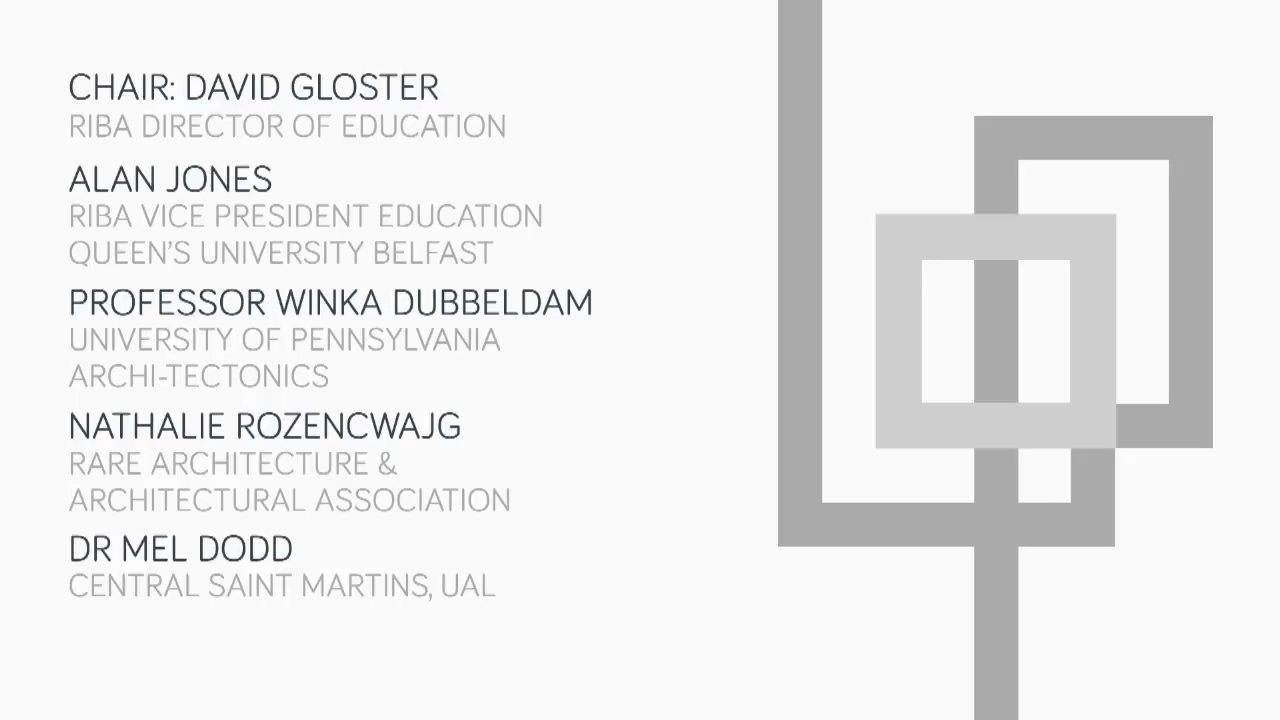 CHAIR: DAVID GLOSTER
RIBA DIRECTOR OF EDUCATION
ALAN JONES
RIBA VICE PRESIDENT EDUCATION
QUEEN'S UNIVERSITY BELFAST
PROFESSOR WINKA DUBBELDAM
UNIVERSITY OF PENNSYLVANIA
ARCHI-TECTONICS
NATHALIE ROZENCWAJG
RARE ARCHITECTURE &
ARCHITECTURAL ASSOCIATION
DR MEL DODD
CENTRAL SAINT MARTINS, UAL